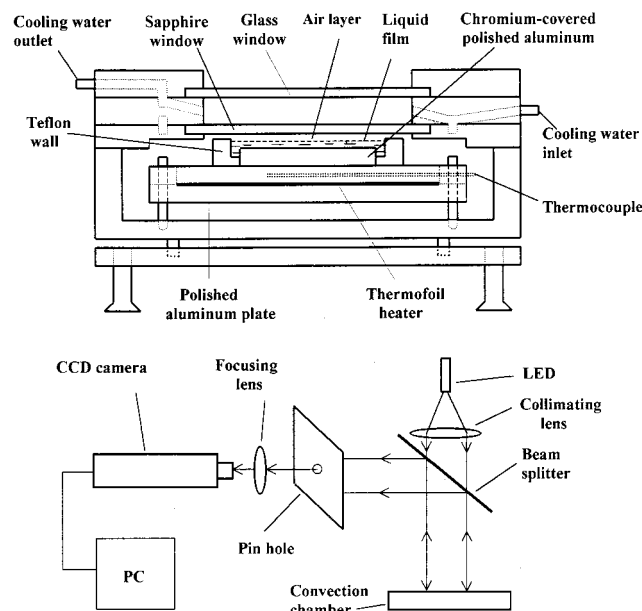 Cooling water
outlet
Sapphire
window
Glass
window
Air layer
Liquid
film
Chromium-covered
polished aluminum
Teflon
wall
Cooling water
inlet
Thermocouple
Polished
aluminum plate
Thermofoil
heater
CCD camera
Focusing
lens
LED
Collimating
lens
Beam
splitter
Pin hole
PC
Convection
chamber